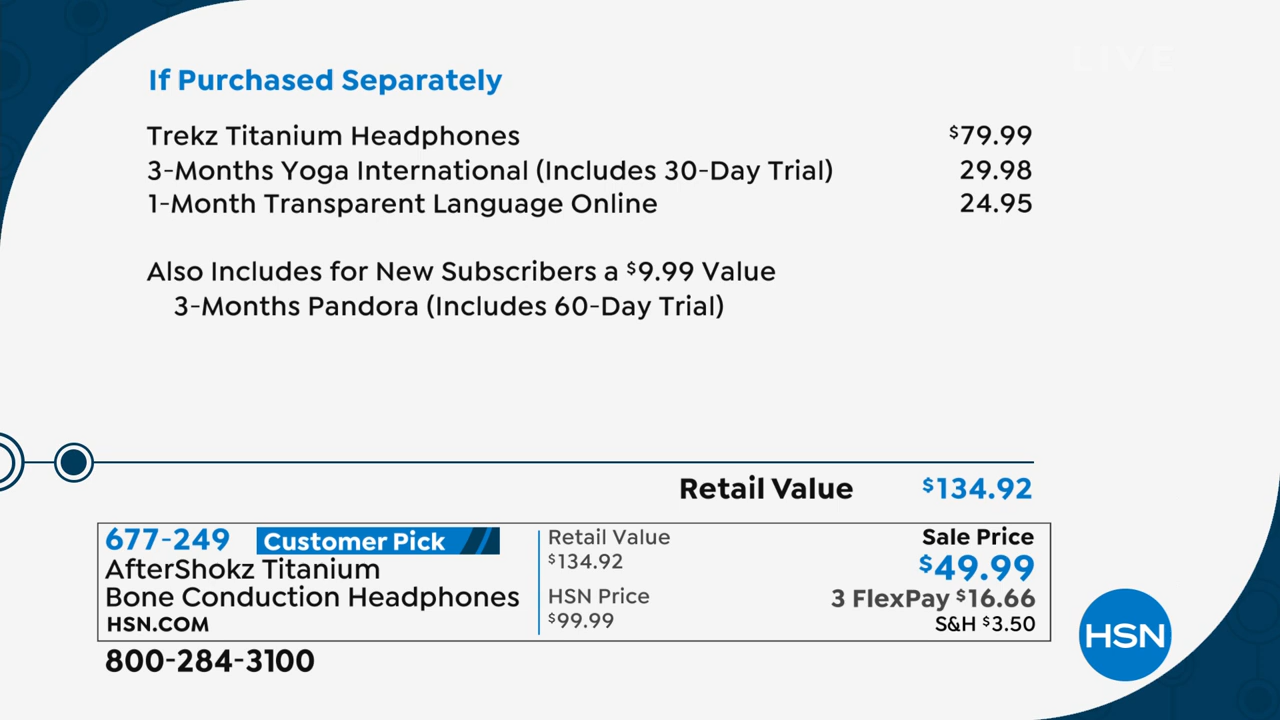 LIVE
If Purchased Separately
Trekz Titanium Headphones $79.99
3-Months Yoga International (Includes 30-Day Trial) 29.98
1-Month Transparent Language Online 24.95
Also Includes for New Subscribers a $9.99 Value
3-Months Pandora (Includes 60-Day Trial)
Retail Value $134.92
677-249 Customer Pick
AfterShokz Titanium
Bone Conduction Headphones
HSN.COM
Retail Value
$134.92
HSN Price
$99.99
Sale Price
$49.99
3 FlexPay $16.66
S&H $3.50
HSN
800-284-3100